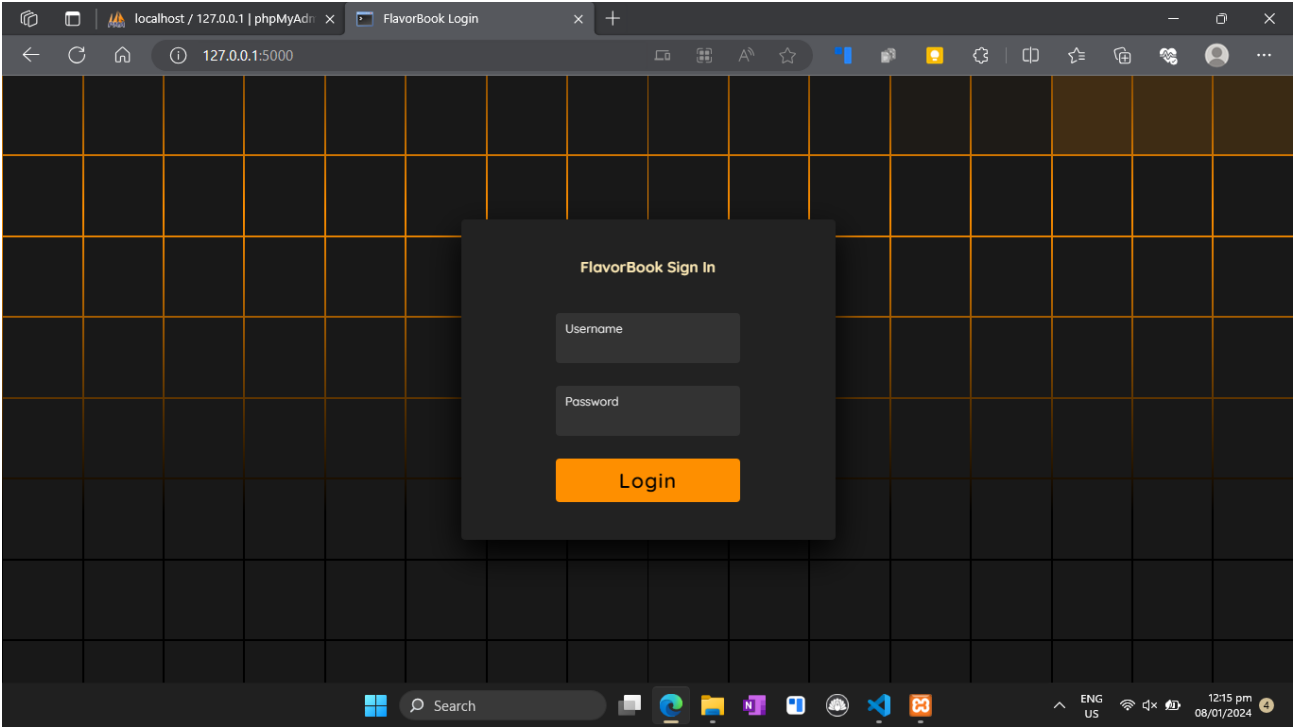 localhost / 127.0.0.1 | phpMyAdm
FlavorBook Login
127.0.0.1:5000
FlavorBook Sign In
Username
Password
Login
Search
ENG
US
12:15 pm
08/01/2024
4